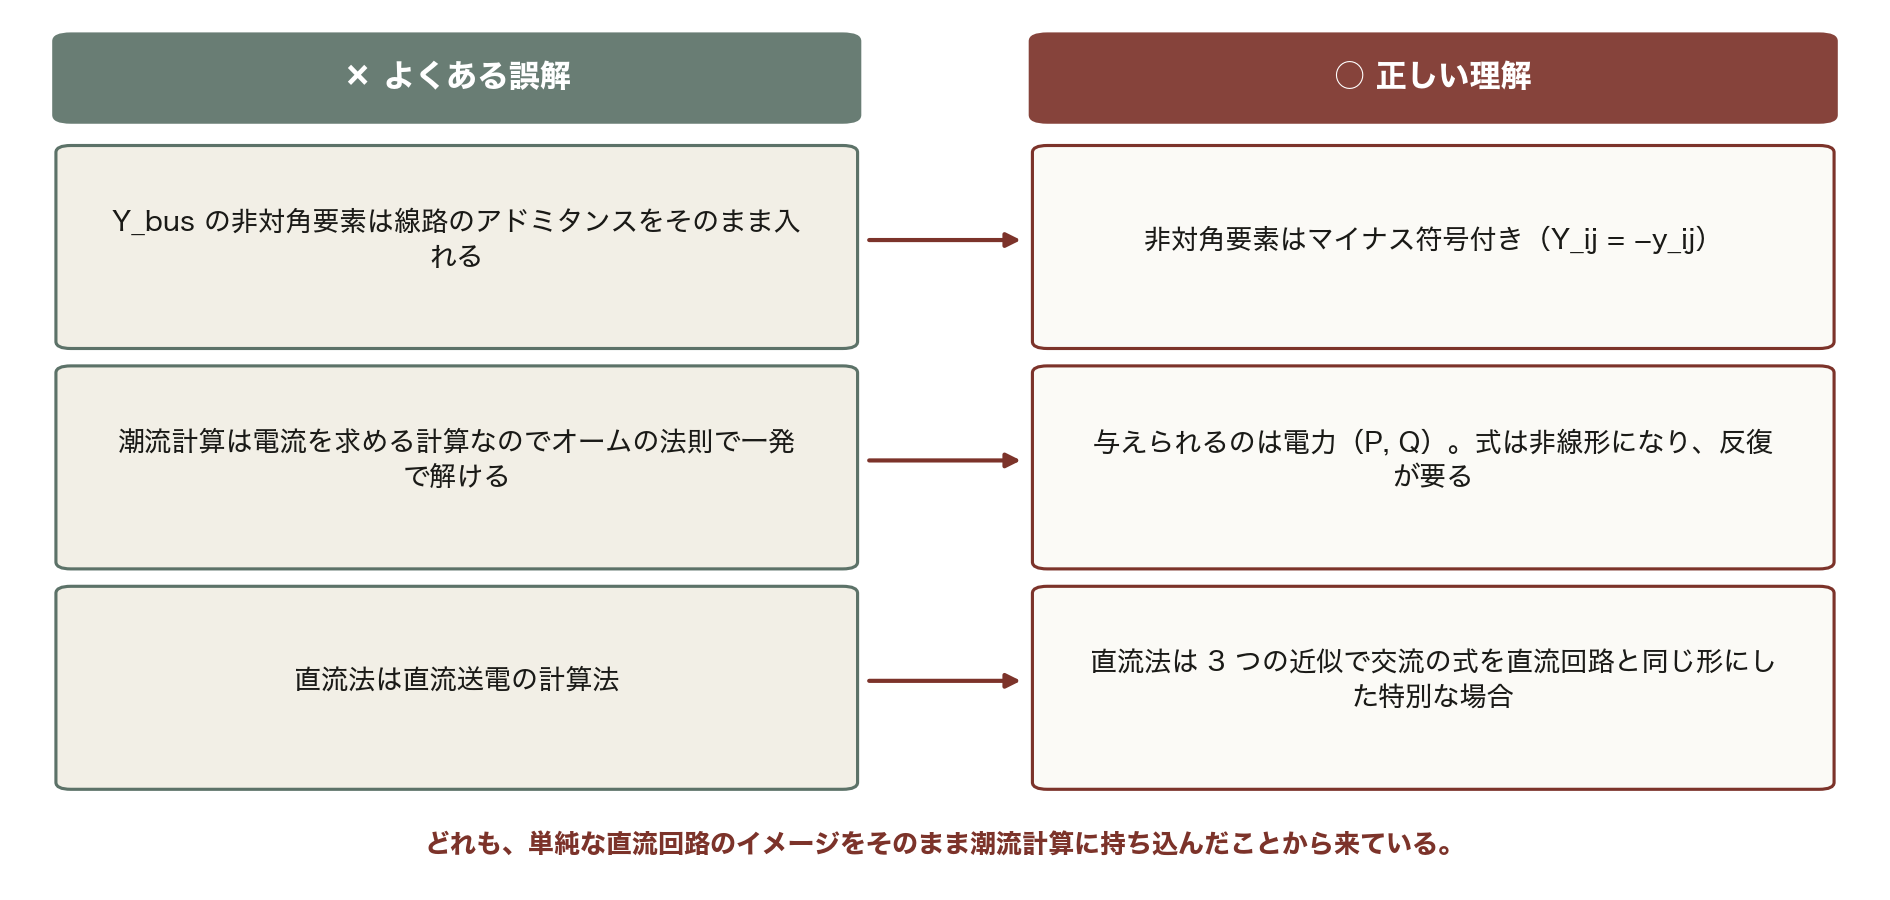 × よくある誤解
○ 正しい理解
Y_bus の非対角要素は線路のアドミタンスをそのまま入
れる
非対角要素はマイナス符号付き（Y_ij = −y_ij）
潮流計算は電流を求める計算なのでオームの法則で一発
で解ける
与えられるのは電力（P, Q）。式は非線形になり、反復
が要る
直流法は直流送電の計算法
直流法は 3 つの近似で交流の式を直流回路と同じ形にし
た特別な場合
どれも、単純な直流回路のイメージをそのまま潮流計算に持ち込んだことから来ている。